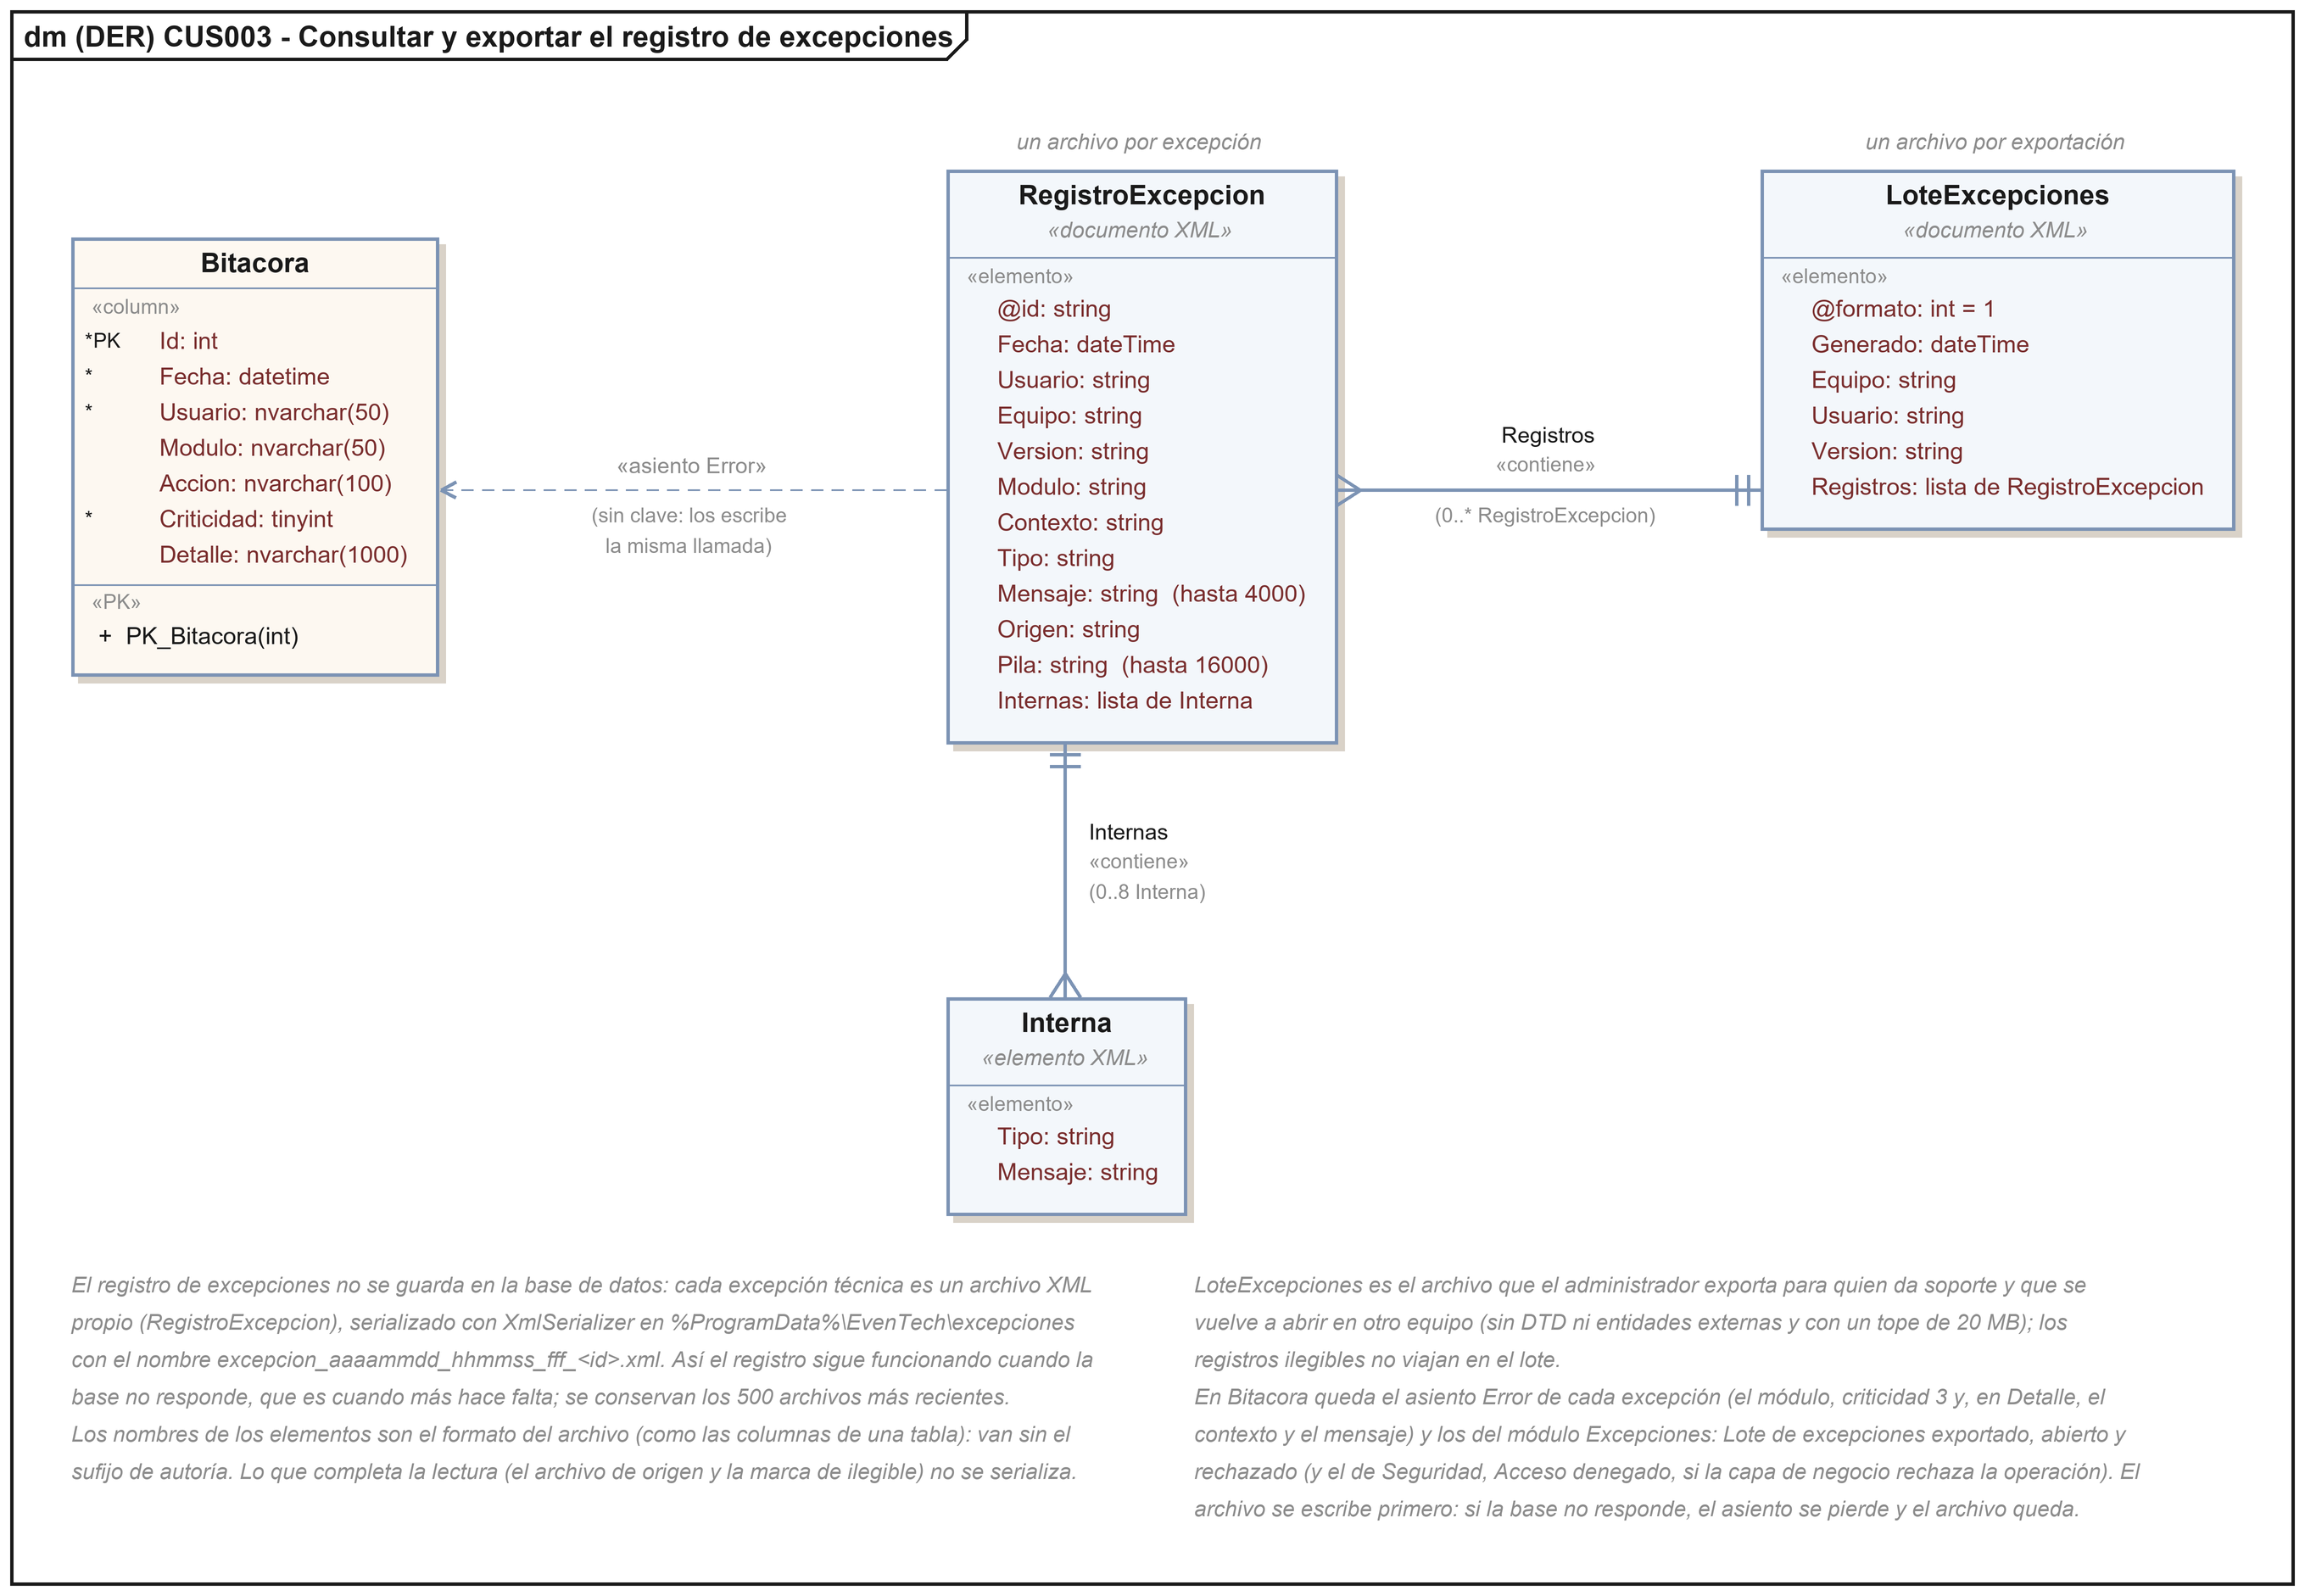 dm (DER) CUS003 - Consultar y exportar el registro de excepciones
Bitacora
«column»
*PK Id: int
* Fecha: datetime
* Usuario: nvarchar(50)
Modulo: nvarchar(50)
Accion: nvarchar(100)
* Criticidad: tinyint
Detalle: nvarchar(1000)
«PK»
+ PK_Bitacora(int)
«asiento Error»
(sin clave: los escribe
la misma llamada)
un archivo por excepción
RegistroExcepcion
«documento XML»
«elemento»
@id: string
Fecha: dateTime
Usuario: string
Equipo: string
Version: string
Modulo: string
Contexto: string
Tipo: string
Mensaje: string (hasta 4000)
Origen: string
Pila: string (hasta 16000)
Internas: lista de Interna
Registros
«contiene»
(0..* RegistroExcepcion)
un archivo por exportación
LoteExcepciones
«documento XML»
«elemento»
@formato: int = 1
Generado: dateTime
Equipo: string
Usuario: string
Version: string
Registros: lista de RegistroExcepcion
Internas
«contiene»
(0..8 Interna)
Interna
«elemento XML»
«elemento»
Tipo: string
Mensaje: string
El registro de excepciones no se guarda en la base de datos: cada excepción técnica es un archivo XML
propio (RegistroExcepcion), serializado con XmlSerializer en %ProgramData%\EvenTech\excepciones
con el nombre excepcion_aaaammdd_hhmmss_fff_<id>.xml. Así el registro sigue funcionando cuando la
base no responde, que es cuando más hace falta; se conservan los 500 archivos más recientes.
Los nombres de los elementos son el formato del archivo (como las columnas de una tabla): van sin el
sufijo de autoría. Lo que completa la lectura (el archivo de origen y la marca de ilegible) no se serializa.
LoteExcepciones es el archivo que el administrador exporta para quien da soporte y que se
vuelve a abrir en otro equipo (sin DTD ni entidades externas y con un tope de 20 MB); los
registros ilegibles no viajan en el lote.
En Bitacora queda el asiento Error de cada excepción (el módulo, criticidad 3 y, en Detalle, el
contexto y el mensaje) y los del módulo Excepciones: Lote de excepciones exportado, abierto y
rechazado (y el de Seguridad, Acceso denegado, si la capa de negocio rechaza la operación). El
archivo se escribe primero: si la base no responde, el asiento se pierde y el archivo queda.